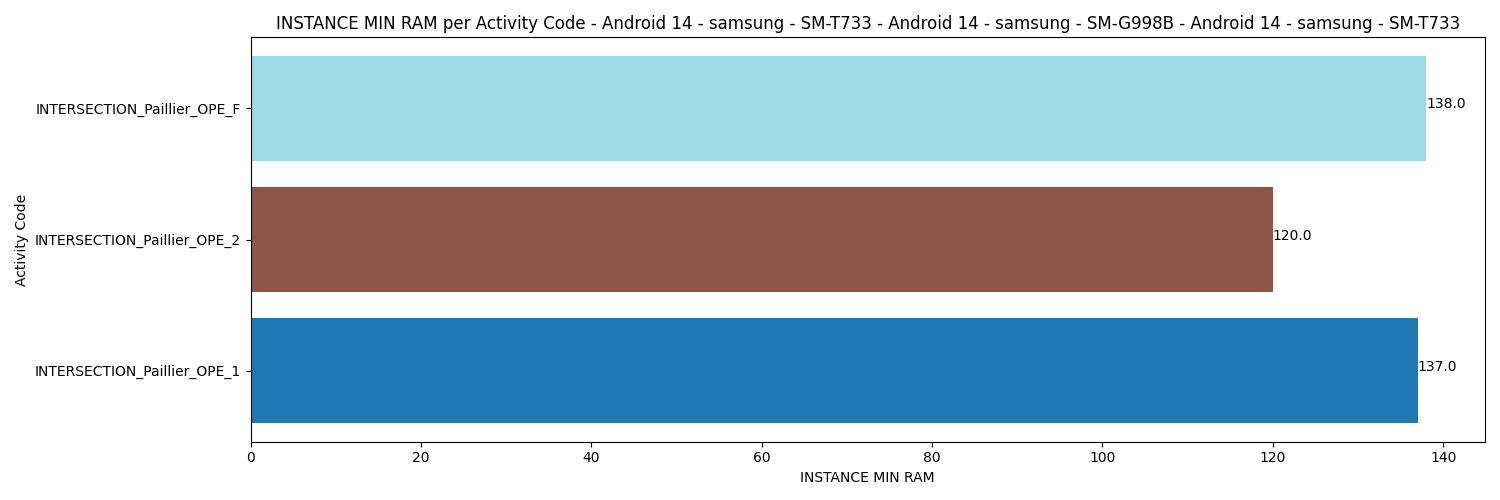 INSTANCE MIN RAM per Activity Code - Android 14 - samsung - SM-T733 - Android 14 - samsung - SM-G998B - Android 14 - samsung - SM-T733
Activity Code
INTERSECTION_Paillier_OPE_F
138.0
INTERSECTION_Paillier_OPE_2
120.0
INTERSECTION_Paillier_OPE_1
137.0
0 20 40 60 80 100 120 140
INSTANCE MIN RAM